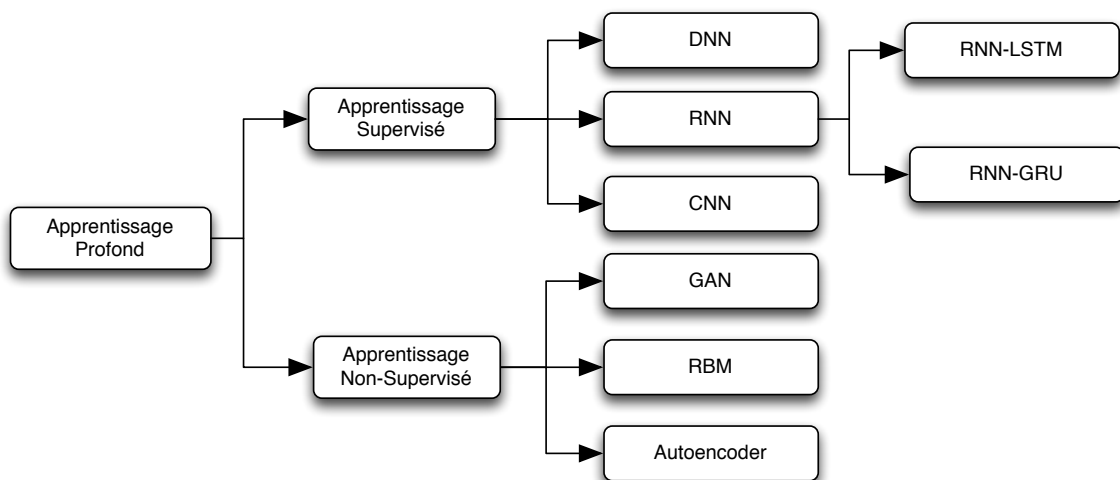 Apprentissage
Profond
Apprentissage
Supervisé
Apprentissage
Non-Supervisé
DNN
RNN
CNN
GAN
RBM
Autoencoder
RNN-LSTM
RNN-GRU